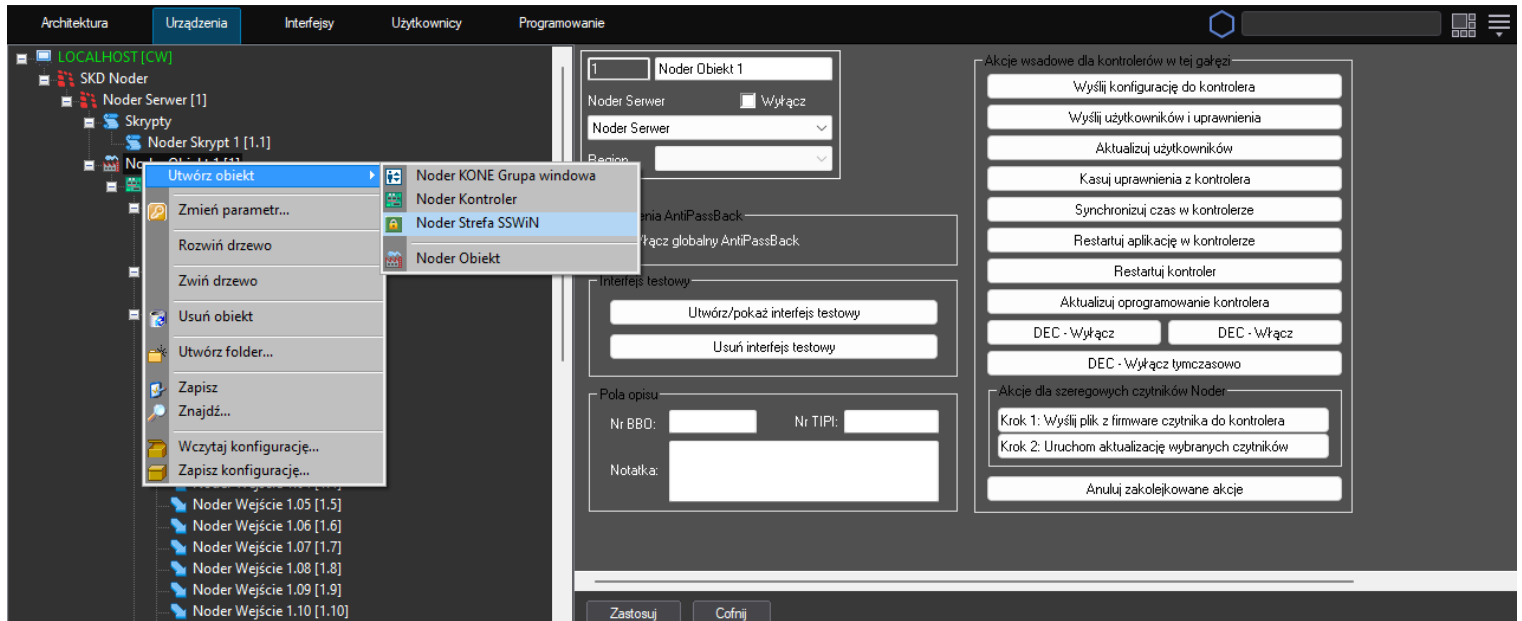 Architektura Urządzenia Interfejsy Użytkownicy Programowanie
LOCALHOST [CW]
SKD Noder
Noder Serwer [1]
Skrypty
Noder Skrypt 1 [1.1]
Utwórz obiekt
Zmień parametr...
Rozwiń drzewo
Zwiń drzewo
Usuń obiekt
Utwórz folder...
Zapisz
Znajdź...
Wczytaj konfigurację...
Zapisz konfigurację...
Noder KONE Grupa windowa
Noder Kontroler
Noder Strefa SSWiN
Noder Obiekt
Noder Wejście 1.05 [1.5]
Noder Wejście 1.06 [1.6]
Noder Wejście 1.07 [1.7]
Noder Wejście 1.08 [1.8]
Noder Wejście 1.09 [1.9]
Noder Wejście 1.10 [1.10]
1 Noder Obiekt 1
Noder Serwer Wyłącz
Noder Serwer
Region
AntiPassBack
globalny AntiPassBack
Interfejs testowy
Utwórz/pokaż interfejs testowy
Usuń interfejs testowy
Pola opisu
Nr BBO: Nr TIPI:
Notatka:
Akcje wsadowe dla kontrolerów w tej gałęzi
Wyślij konfigurację do kontrolera
Wyślij użytkowników i uprawnienia
Aktualizuj użytkowników
Kasuj uprawnienia z kontrolera
Synchronizuj czas w kontrolerze
Restartuj aplikację w kontrolerze
Restartuj kontroler
Aktualizuj oprogramowanie kontrolera
DEC - Wyłącz DEC - Włącz
DEC - Wyłącz tymczasowo
Akcje dla szeregowych czytników Noder
Krok 1: Wyślij plik z firmware czytnika do kontrolera
Krok 2: Uruchom aktualizację wybranych czytników
Anuluj zakolejkowane akcje
Zastosuj Cofnij